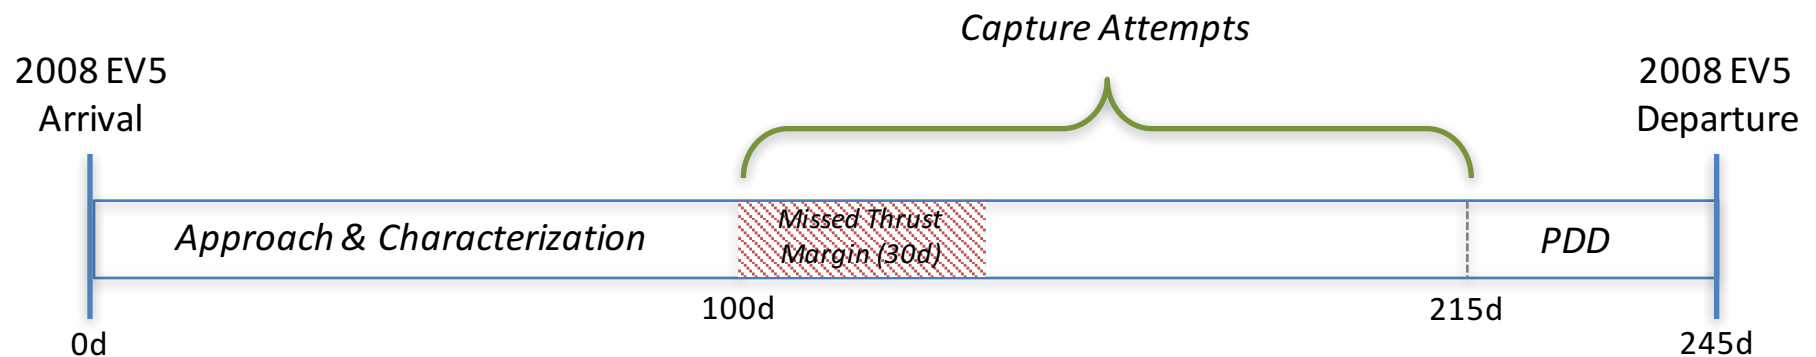 Capture Attempts
2008 EV5
Arrival
2008 EV5
Departure
Approach & Characterization
Missed Thrust
Margin (30d)
PDD
0d
100d
215d
245d